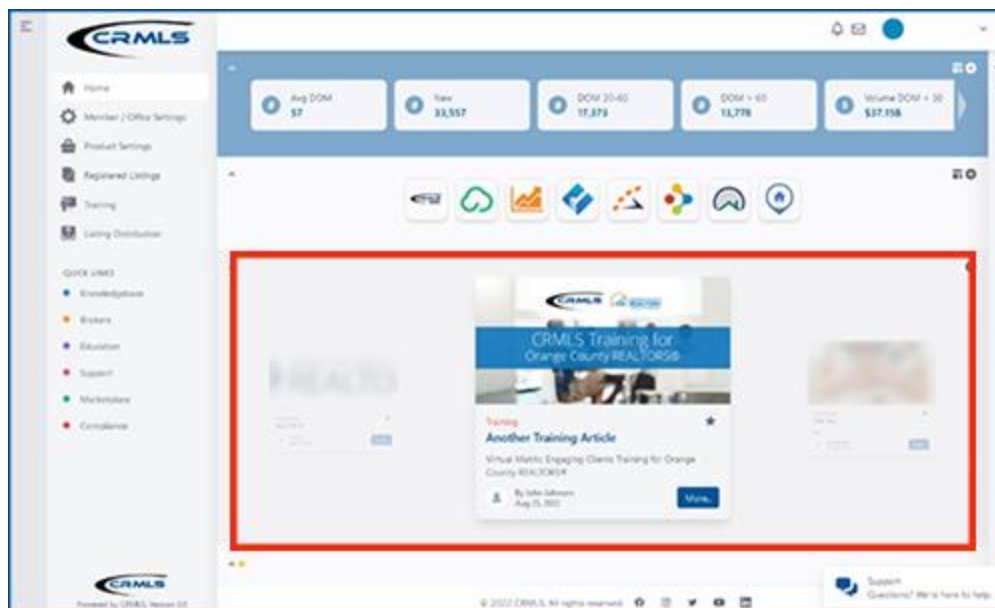 CRMLS
Home
Member / Office Settings
Product Settings
Registered Listings
Training
Listing Distribution
QUICK LINKS
Knowledgebase
Brokers
Education
Support
Marketplace
Compliance
CRMLS
Powered by CRMLS, Version
Avg DOM
57
New
33,557
DOM 30-60
17,373
DOM > 60
13,778
Volume DOM < 30
$37.15B
CRMLS
REALTORS
CRMLS Training for
Orange County REALTORS®
Training
Another Training Article
Virtual Matrix Engaging Clients Training for Orange
County REALTORS®
By John Johnson
Aug 25, 2022
More..
© 2022 CRMLS. All rights reserved.
Support
Questions? We're here to help.